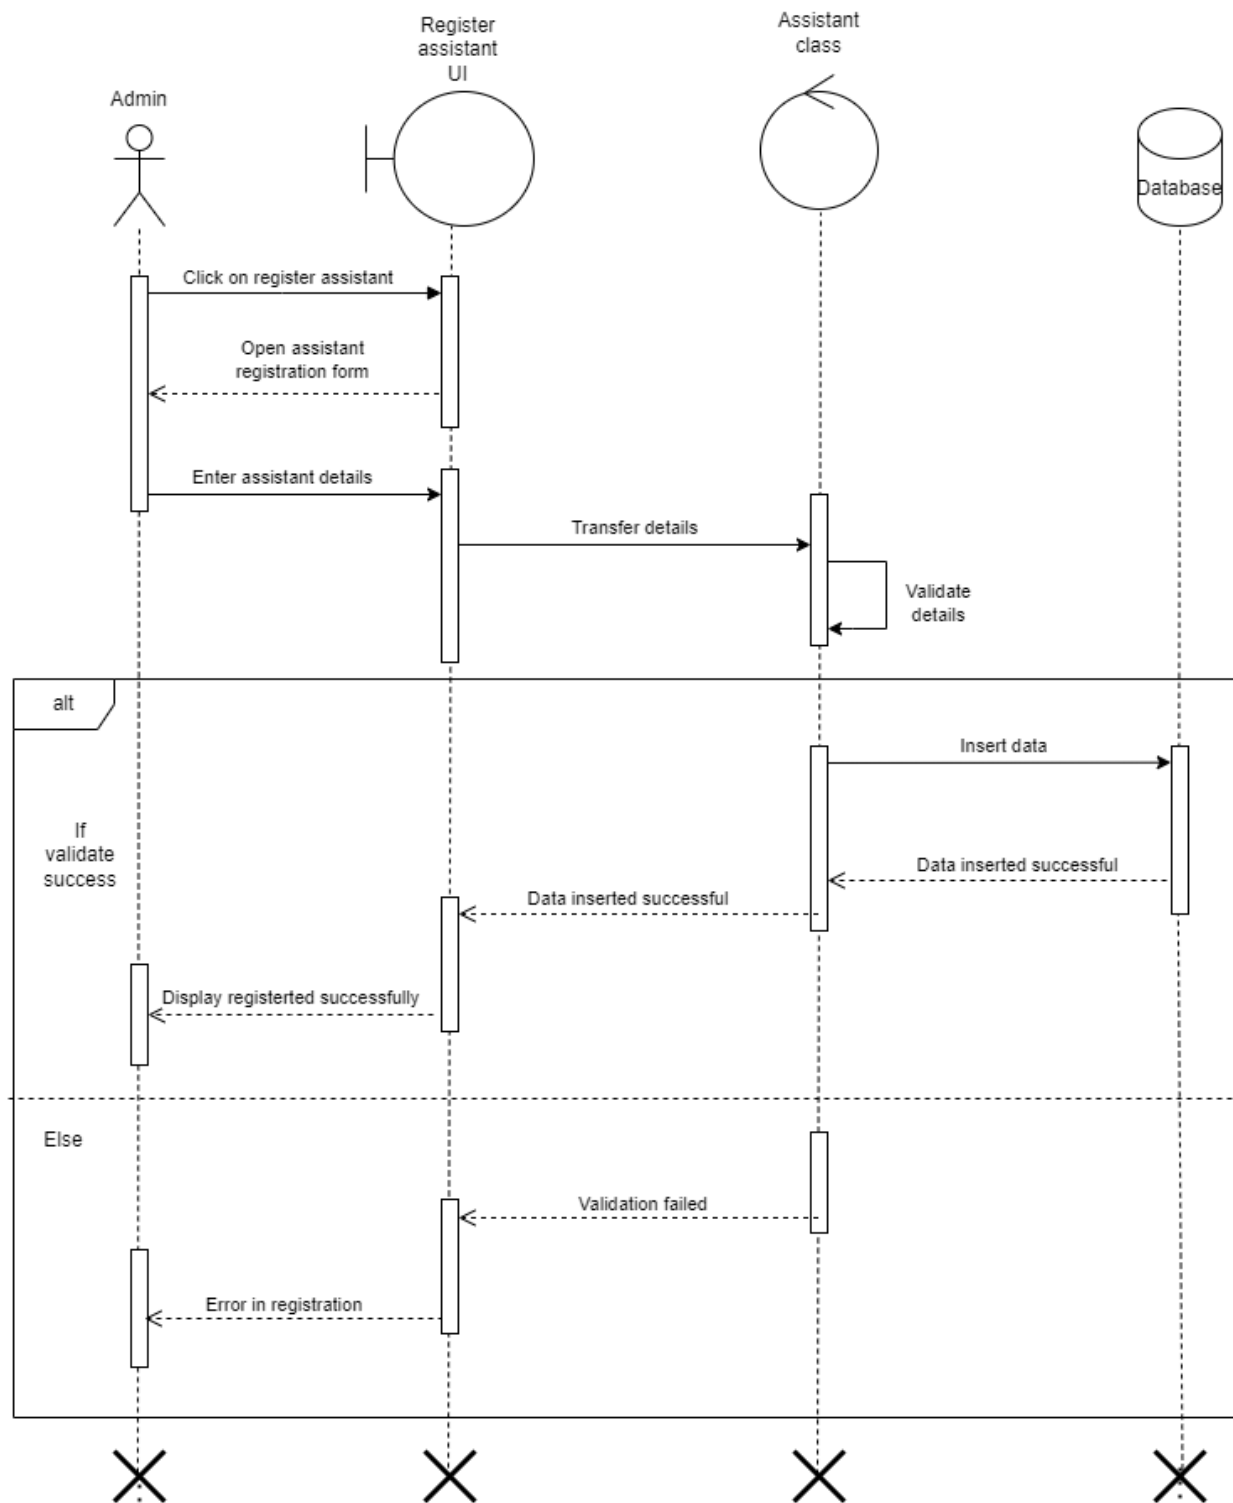 Register
assistant
UI
Assistant
class
Admin
Database
Click on register assistant
Open assistant
registration form
Enter assistant details
Transfer details
Validate
details
alt
Insert data
If
validate
success
Data inserted successful
Data inserted successful
Display registerted successfully
Else
Validation failed
Error in registration